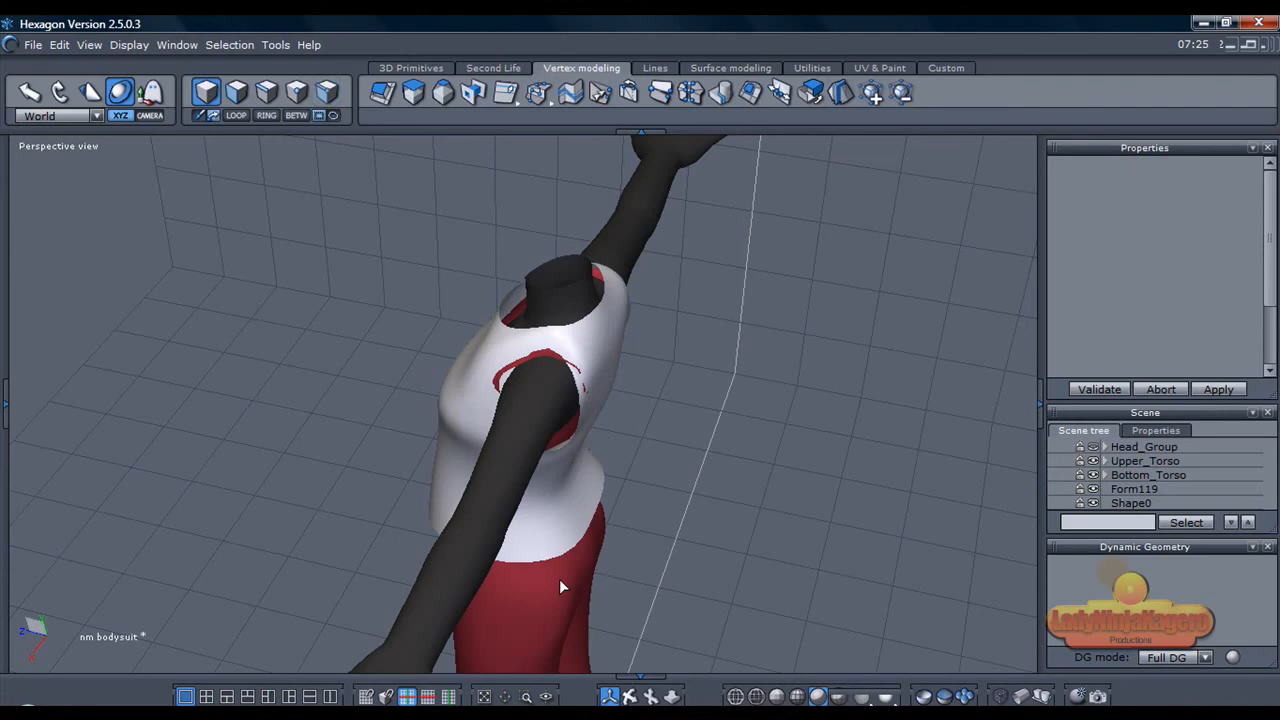 Hexagon Version 2.5.0.3
File Edit View Display Window Selection Tools Help
07:25
3D Primitives Second Life Vertex modeling Lines Surface modeling Utilities UV & Paint Custom
World XYZ CAMERA LOOP RING BETW
Perspective view
Properties
Validate Abort Apply
Scene
Scene tree Properties
Head_Group
Upper_Torso
Bottom_Torso
Form119
Shape0
Select
Dynamic Geometry
LadyNinjaKagero
Productions
DG mode: Full DG
nm bodysuit *